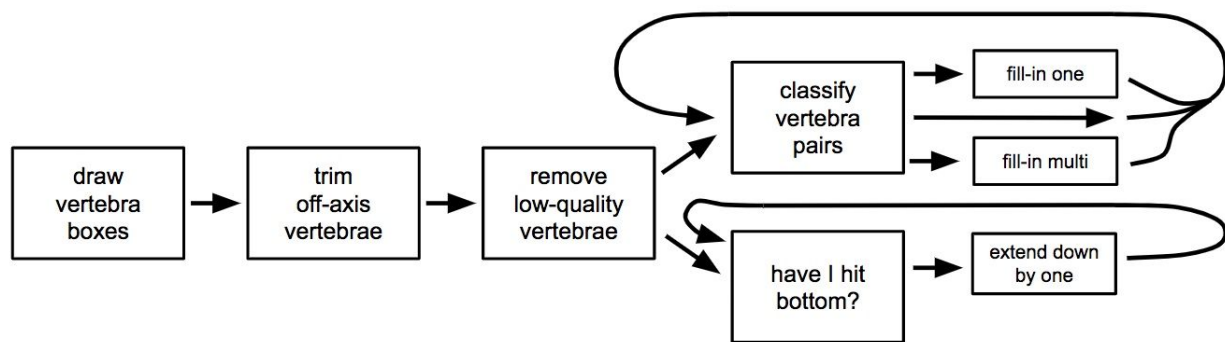 draw
vertebra
boxes
trim
off-axis
vertebrae
remove
low-quality
vertebrae
classify
vertebra
pairs
fill-in one
fill-in multi
have I hit
bottom?
extend down
by one